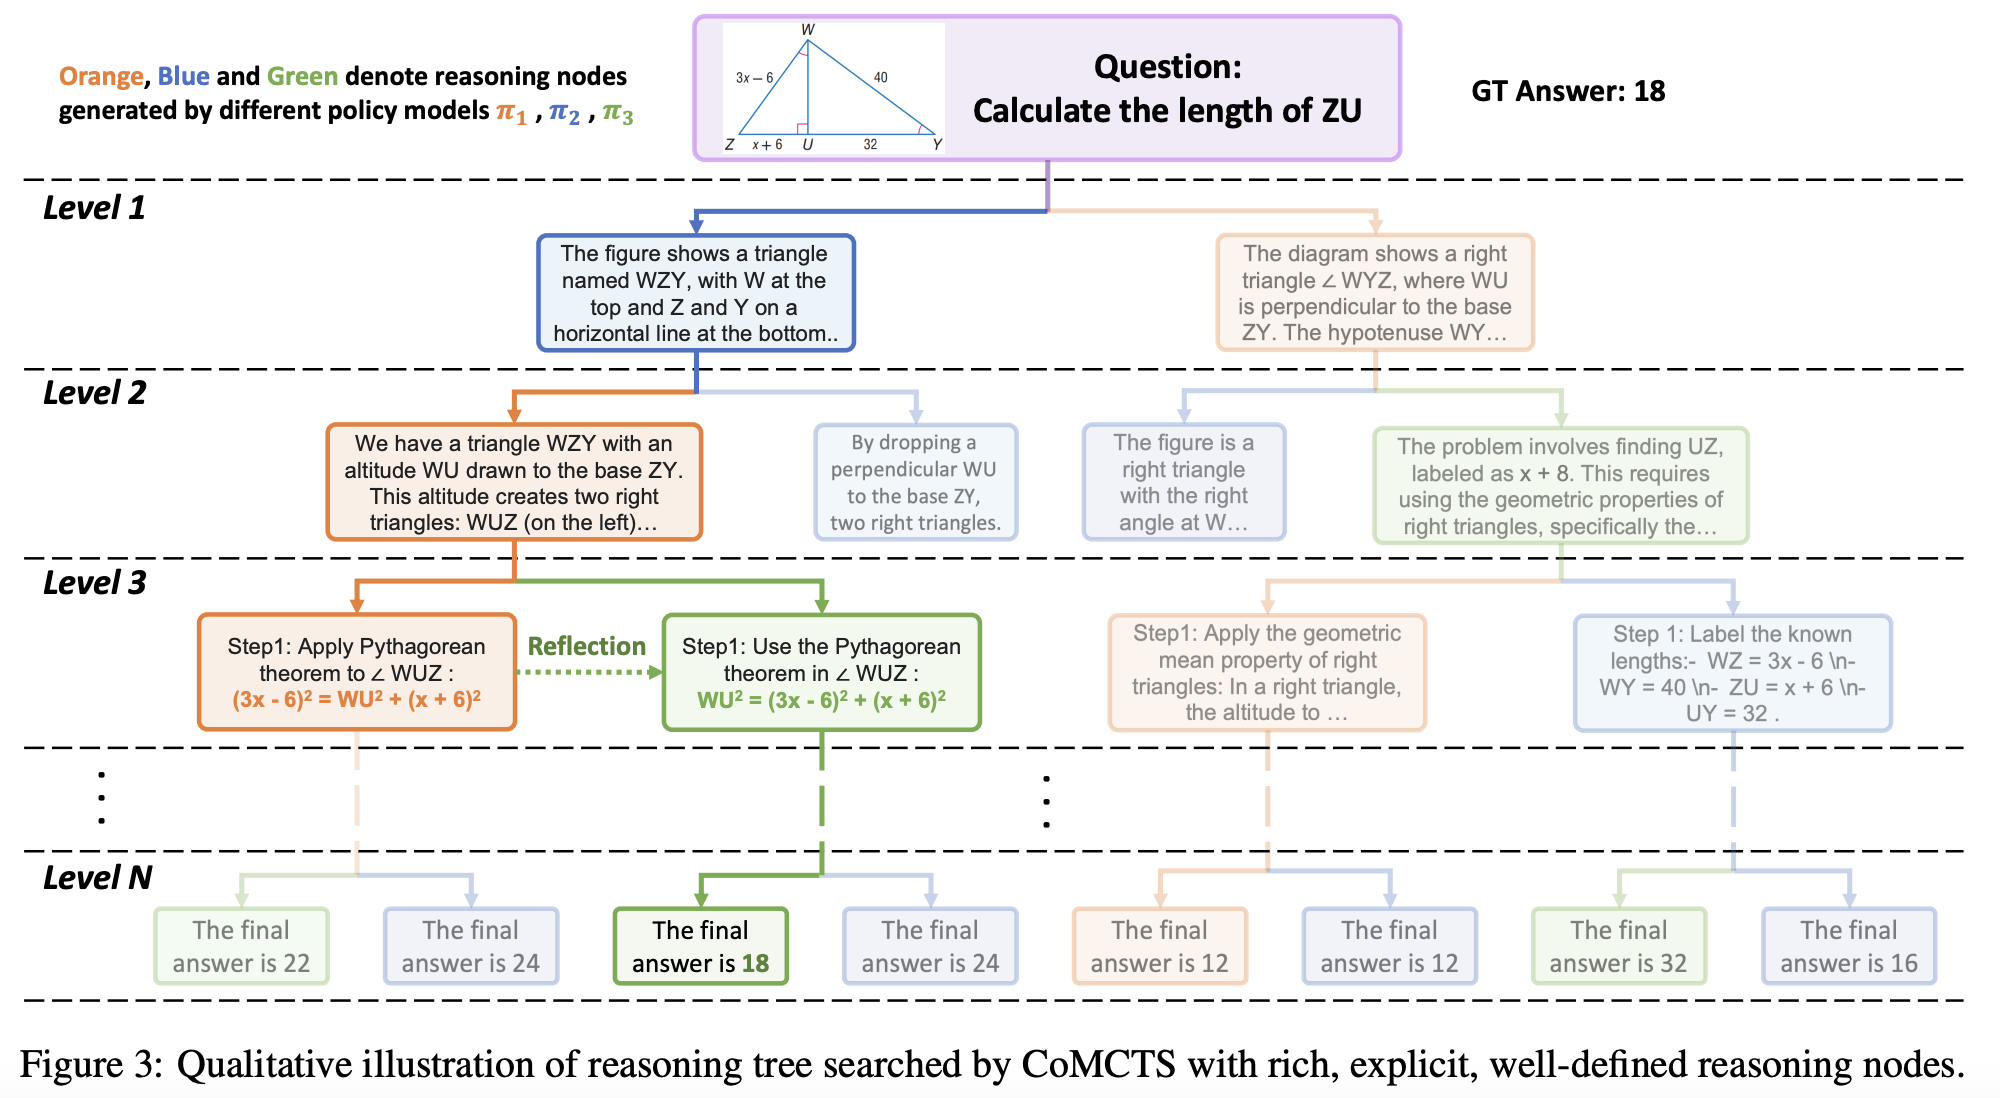 Orange, Blue and Green denote reasoning nodes
generated by different policy models π₁ , π₂ , π₃
W
3x – 6
40
Z
x + 6
U
32
Y
Question:
Calculate the length of ZU
GT Answer: 18
Level 1
The figure shows a triangle
named WZY, with W at the
top and Z and Y on a
horizontal line at the bottom..
The diagram shows a right
triangle ∠ WYZ, where WU
is perpendicular to the base
ZY. The hypotenuse WY…
Level 2
We have a triangle WZY with an
altitude WU drawn to the base ZY.
This altitude creates two right
triangles: WUZ (on the left)…
By dropping a
perpendicular WU
to the base ZY,
two right triangles.
The figure is a
right triangle
with the right
angle at W…
The problem involves finding UZ,
labeled as x + 8. This requires
using the geometric properties of
right triangles, specifically the…
Level 3
Step1: Apply Pythagorean
theorem to ∠ WUZ :
(3x - 6)² = WU² + (x + 6)²
Reflection
Step1: Use the Pythagorean
theorem in ∠ WUZ :
WU² = (3x - 6)² + (x + 6)²
Step1: Apply the geometric
mean property of right
triangles: In a right triangle,
the altitude to …
Step 1: Label the known
lengths:- WZ = 3x - 6 \n-
WY = 40 \n- ZU = x + 6 \n-
UY = 32 .
Level N
The final
answer is 22
The final
answer is 24
The final
answer is 18
The final
answer is 24
The final
answer is 12
The final
answer is 12
The final
answer is 32
The final
answer is 16
Figure 3: Qualitative illustration of reasoning tree searched by CoMCTS with rich, explicit, well-defined reasoning nodes.